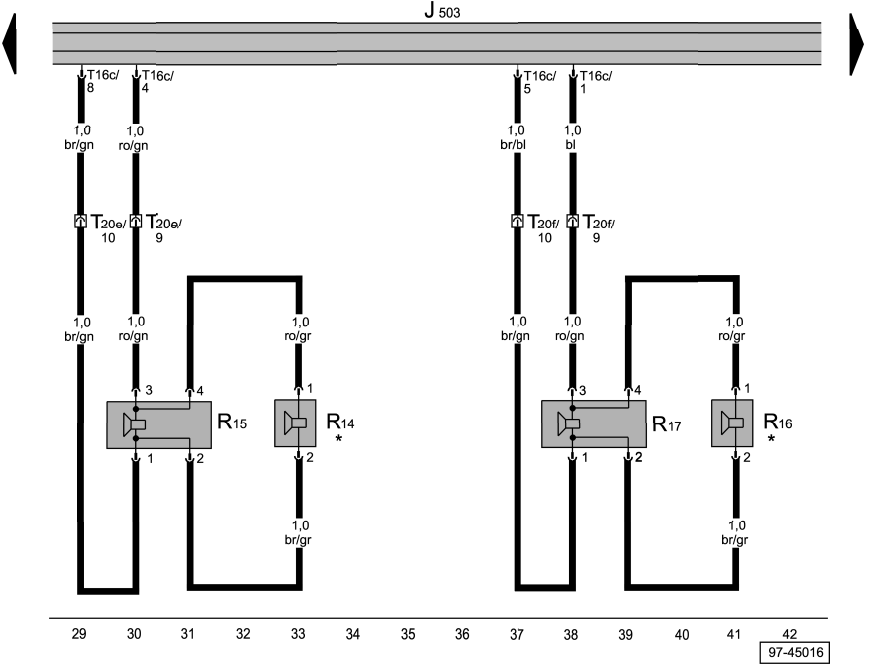 J 503
T16c/ T16c/ T16c/ T16c/
8 4 5 1
1,0 1,0 1,0 1,0
br/gn ro/gn br/bl bl
T20e/ T20e/ T20f/ T20f/
10 9 10 9
1,0 1,0 1,0 1,0 1,0 1,0
br/gn ro/gn ro/gr br/gn ro/gn ro/gr
3 4 1 3 4 1
R15 R14 R17 R16
* *
1 2 2 1 2 2
1,0 1,0
br/gr br/gr
29 30 31 32 33 34 35 36 37 38 39 40 41 42
97-45016